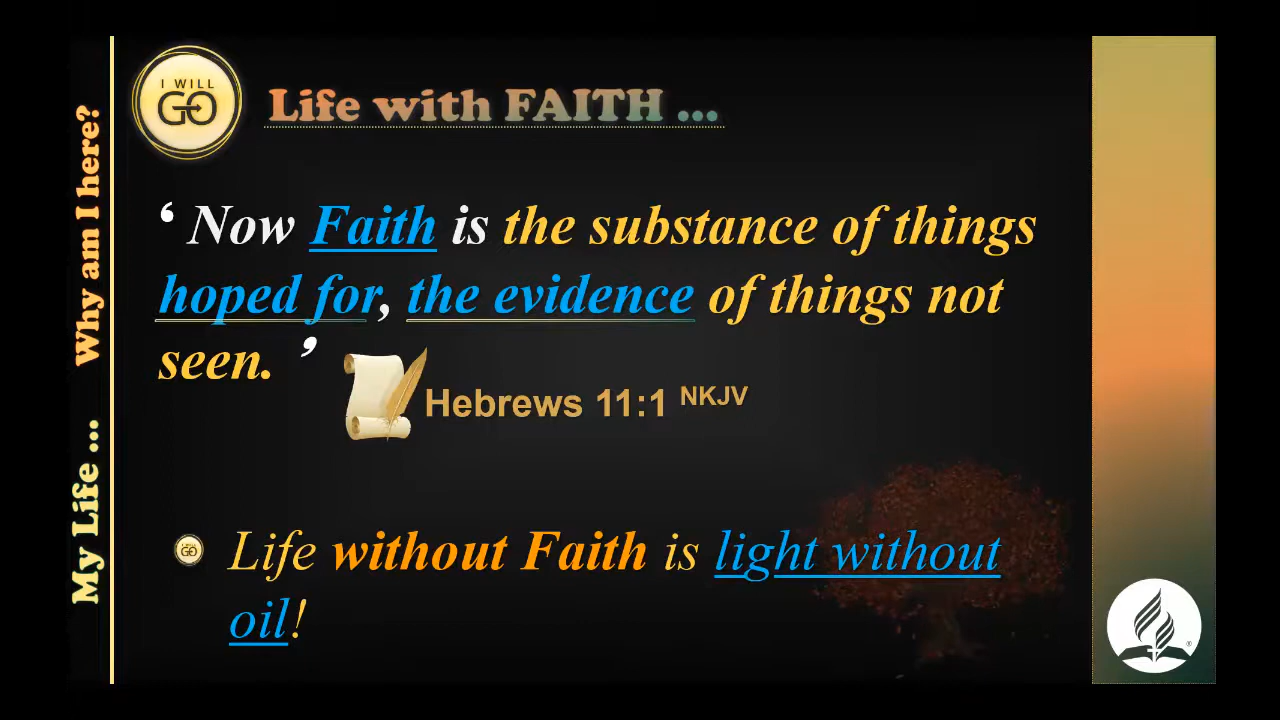 I WILL
GO
Life with FAITH ...
‘ Now Faith is the substance of things
hoped for, the evidence of things not
seen. ’
Hebrews 11:1 NKJV
GO
Life without Faith is light without
oil!
My Life ... Why am I here?
®